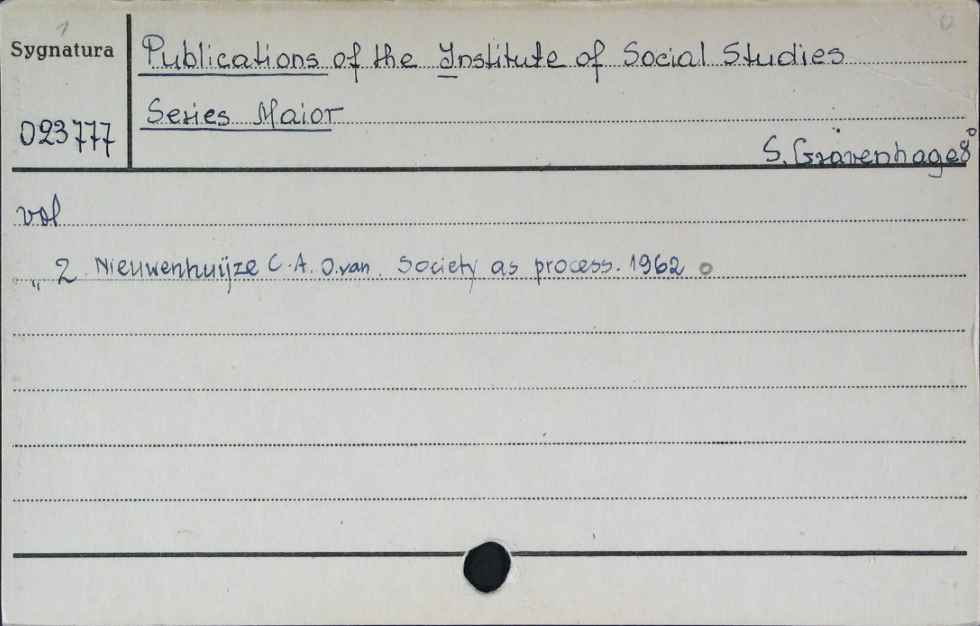 1
Sygnatura
Publications of the Institute of Social Studies
Series Maior
023777
S. Gravenhage 8°
vol
„ 2 Nieuwenhuijze C.A.O. van. Society as process. 1962